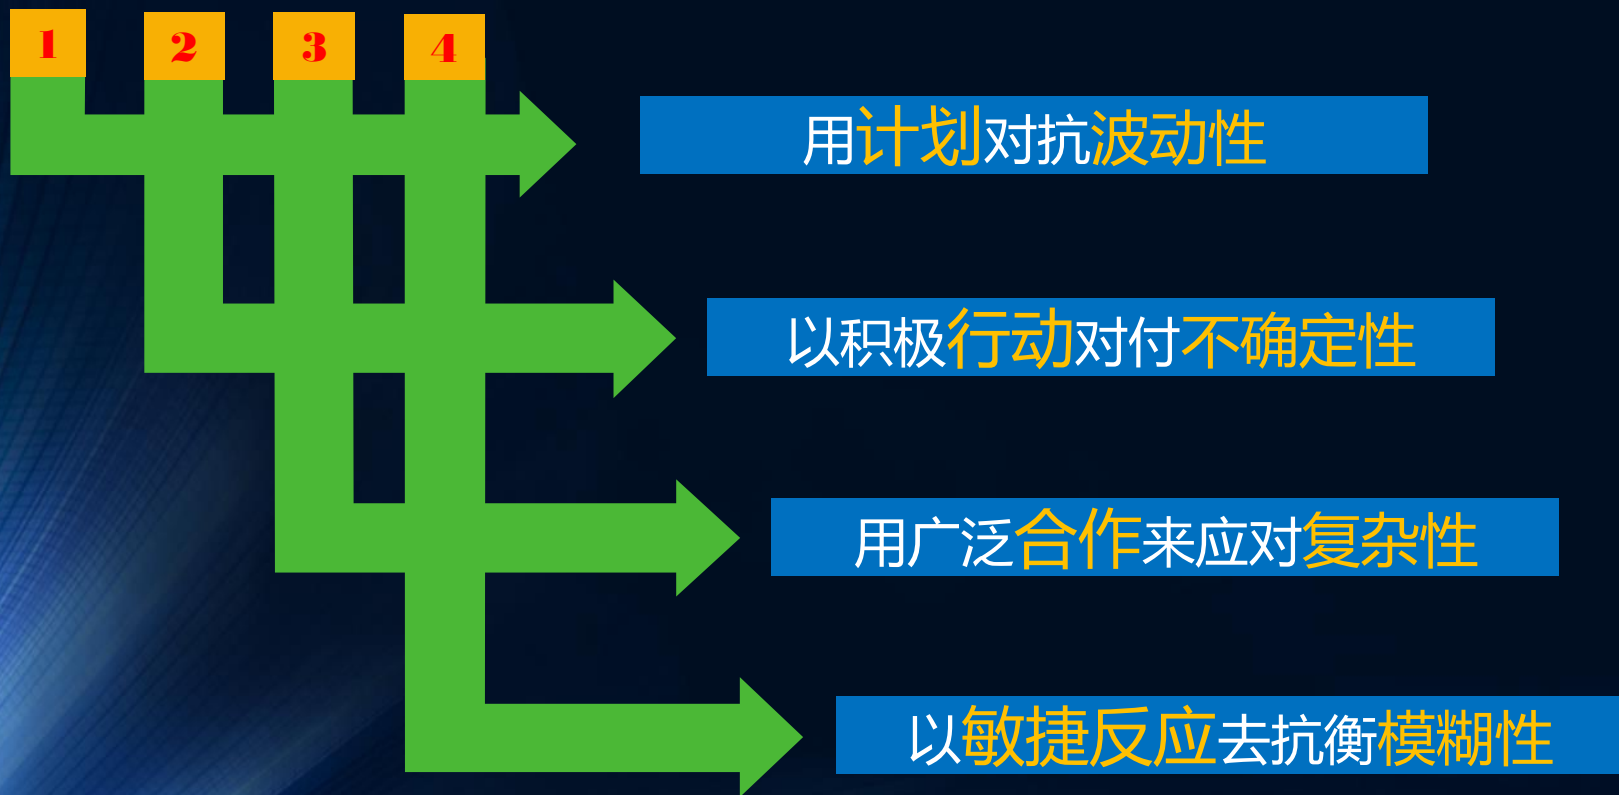 1 2 3 4
用计划对抗波动性
以积极行动对付不确定性
用广泛合作来应对复杂性
以敏捷反应去抗衡模糊性